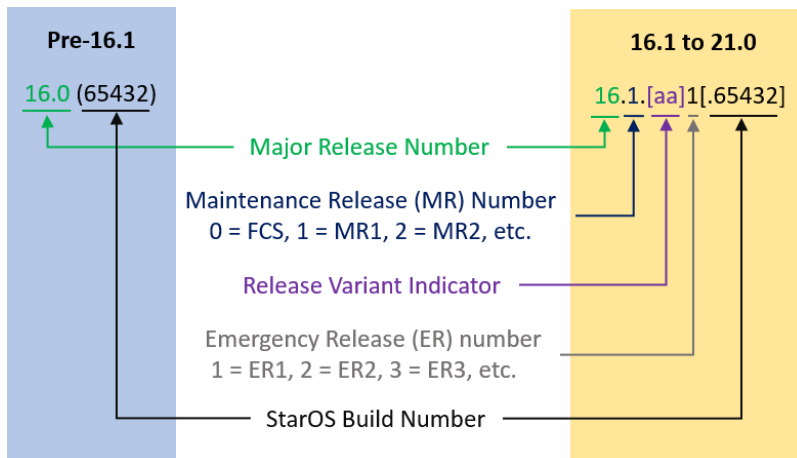 Pre-16.1
16.1 to 21.0
16.0 (65432)
16.1.[aa]1[.65432]
Major Release Number
Maintenance Release (MR) Number
0 = FCS, 1 = MR1, 2 = MR2, etc.
Release Variant Indicator
Emergency Release (ER) number
1 = ER1, 2 = ER2, 3 = ER3, etc.
StarOS Build Number